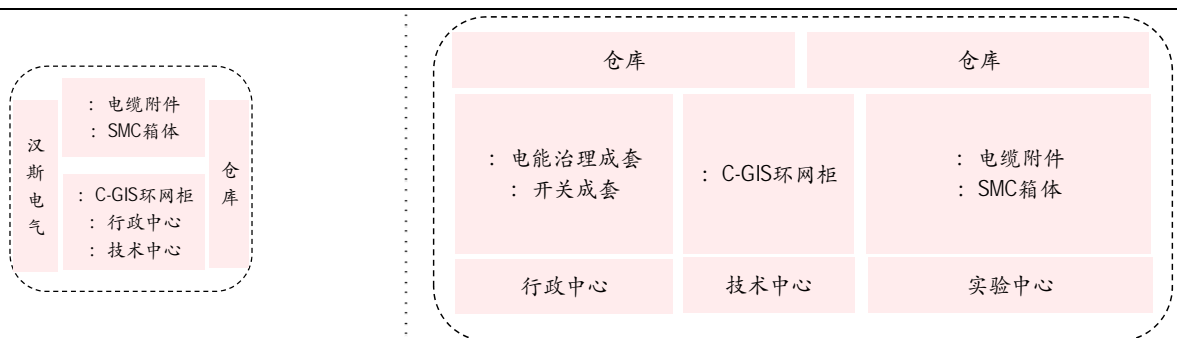 汉斯电气
：电缆附件
：SMC箱体
：C-GIS环网柜
：行政中心
：技术中心
仓库
仓库
仓库
：电能治理成套
：开关成套
：C-GIS环网柜
：电缆附件
：SMC箱体
行政中心
技术中心
实验中心